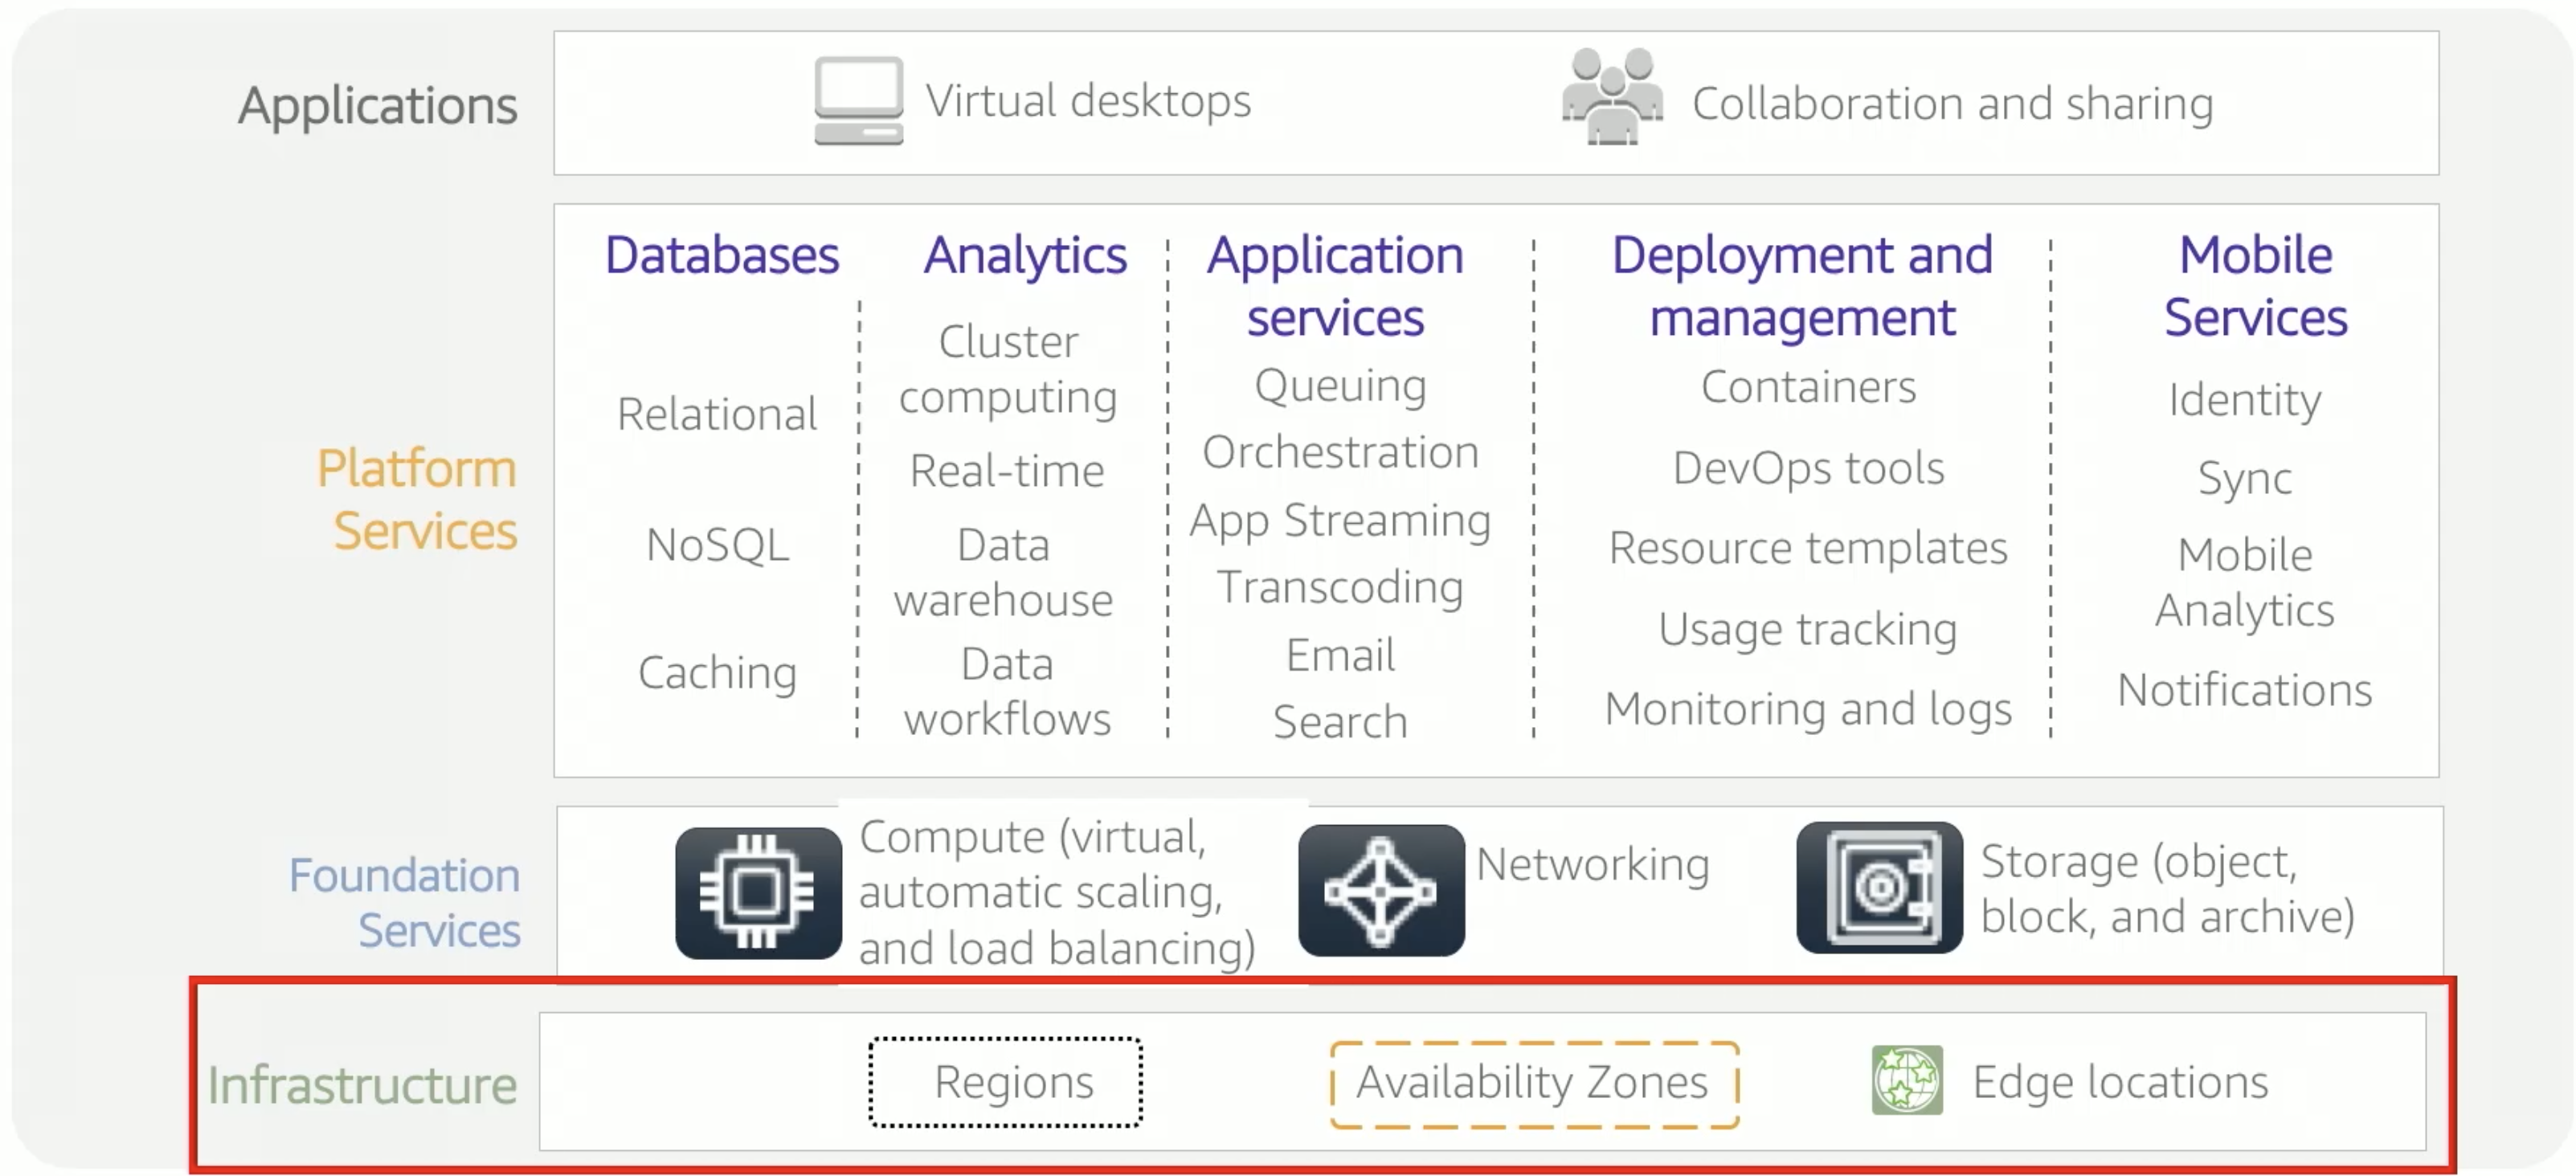 Applications
Virtual desktops
Collaboration and sharing
Platform
Services
Databases
Relational
NoSQL
Caching
Analytics
Cluster
computing
Real-time
Data
warehouse
Data
workflows
Application
services
Queuing
Orchestration
App Streaming
Transcoding
Email
Search
Deployment and
management
Containers
DevOps tools
Resource templates
Usage tracking
Monitoring and logs
Mobile
Services
Identity
Sync
Mobile
Analytics
Notifications
Foundation
Services
Compute (virtual,
automatic scaling,
and load balancing)
Networking
Storage (object,
block, and archive)
Infrastructure
Regions
Availability Zones
Edge locations